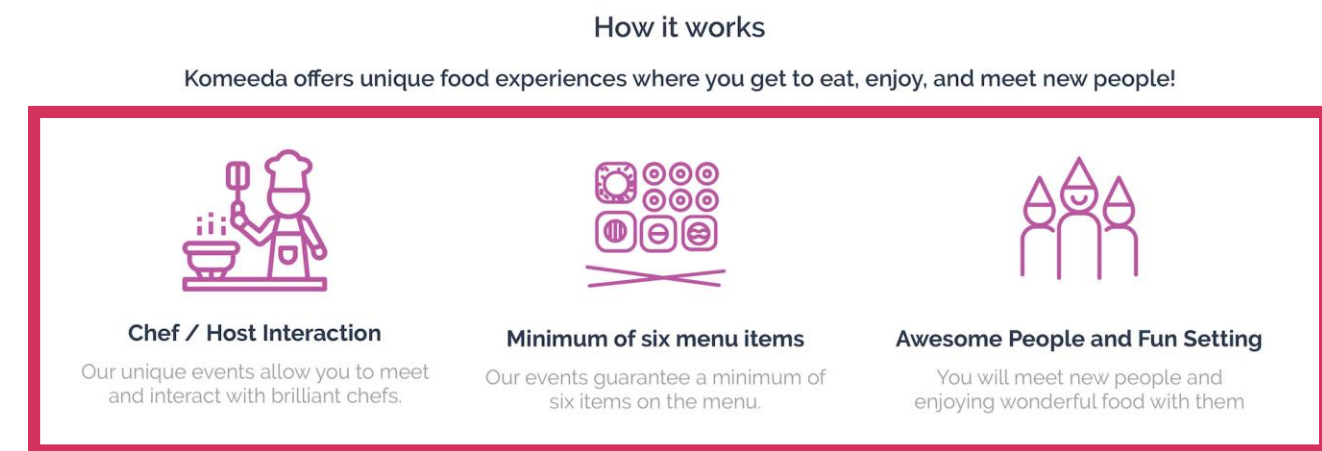 How it works
Komeeda offers unique food experiences where you get to eat, enjoy, and meet new people!
Chef / Host Interaction
Our unique events allow you to meet
and interact with brilliant chefs.
Minimum of six menu items
Our events guarantee a minimum of
six items on the menu.
Awesome People and Fun Setting
You will meet new people and
enjoying wonderful food with them